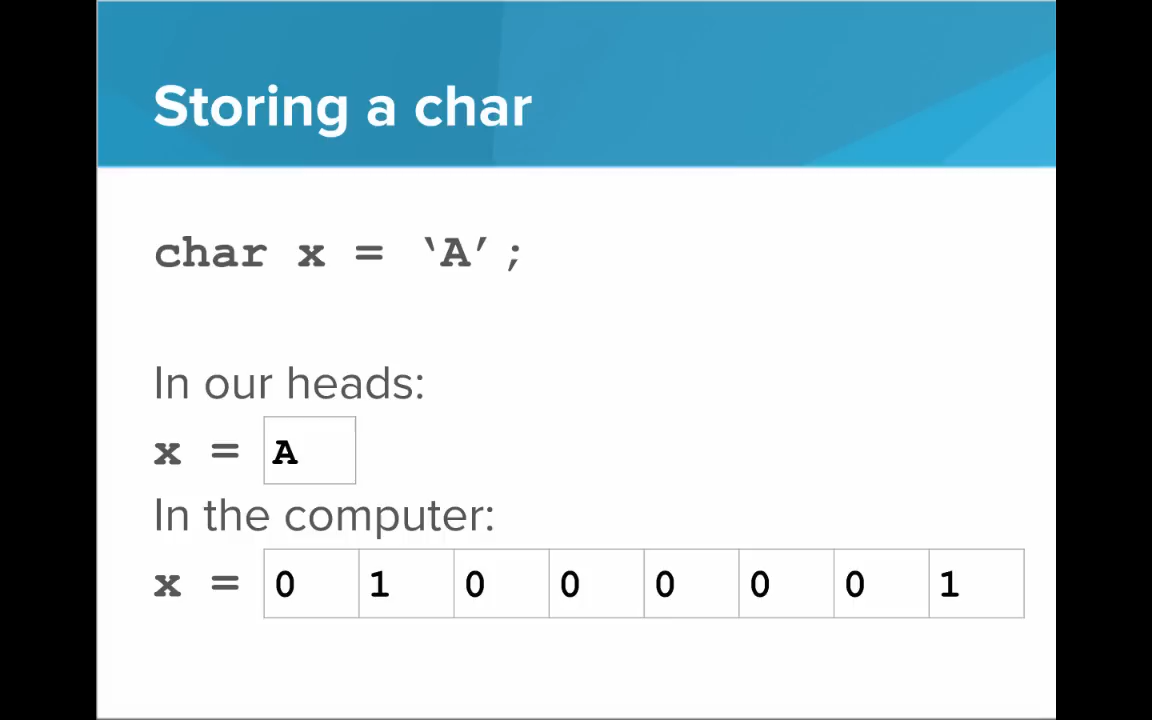 Storing a char
char x = ‘A’;
In our heads:
x = A
In the computer:
x = 0 1 0 0 0 0 0 1